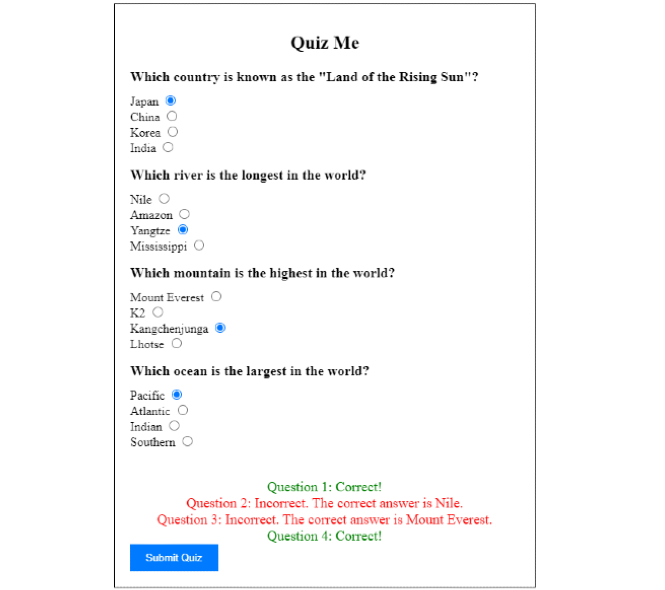 Quiz Me
Which country is known as the "Land of the Rising Sun"?
Japan
China
Korea
India
Which river is the longest in the world?
Nile
Amazon
Yangtze
Mississippi
Which mountain is the highest in the world?
Mount Everest
K2
Kangchenjunga
Lhotse
Which ocean is the largest in the world?
Pacific
Atlantic
Indian
Southern
Question 1: Correct!
Question 2: Incorrect. The correct answer is Nile.
Question 3: Incorrect. The correct answer is Mount Everest.
Question 4: Correct!
Submit Quiz